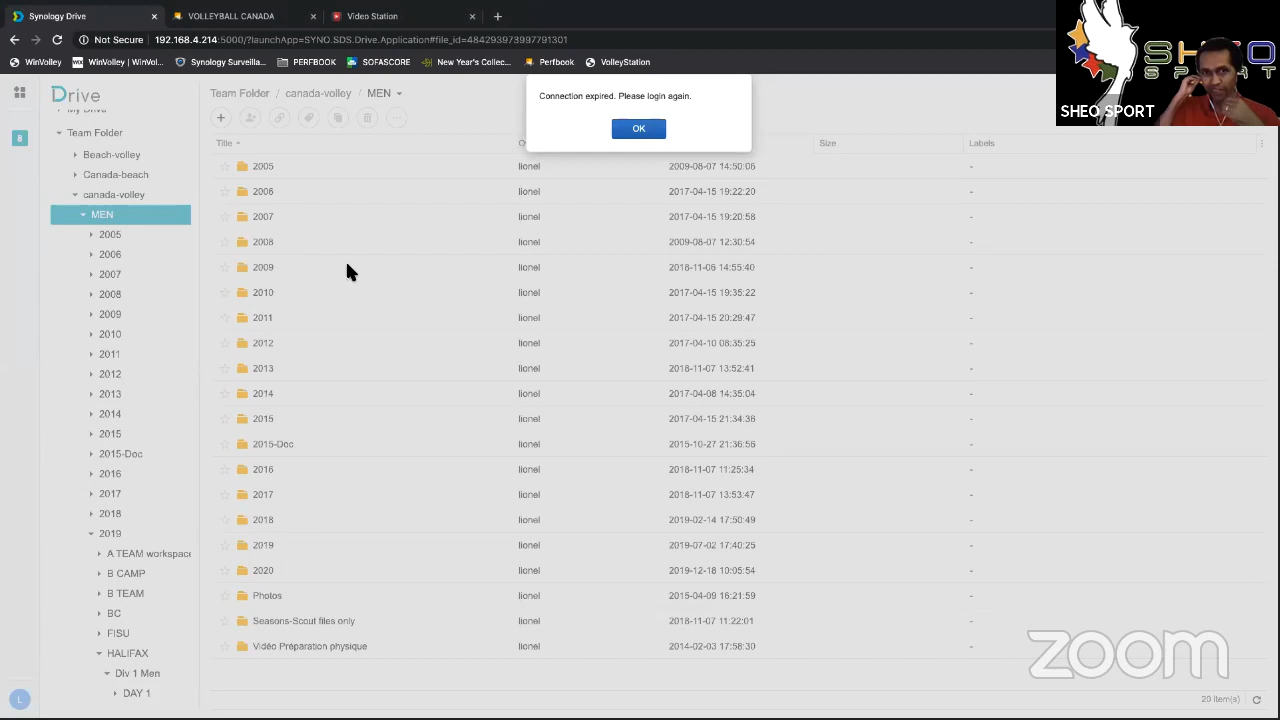 Synology Drive
VOLLEYBALL CANADA
Video Station
Not Secure 192.168.4.214:5000/?launchApp=SYNO.SDS.Drive.Application#file_id=484293973997791301
WinVolley
WinVolley (WinVol...
Synology Surveilla...
PERFBOOK
SOFASCORE
New Year's Eve Co...
Perfbook
VolleyStation
SHEO
SPORT
SHEO SPORT
Drive
Team Folder / canada-volley / MEN
Connection expired. Please login again.
OK
My Drive
8
Team Folder
Beach-volley
Canada-beach
canada-volley
MEN
2005
2006
2007
2008
2009
2010
2011
2012
2013
2014
2015
2015-Doc
2016
2017
2018
2019
A TEAM workspace
B CAMP
B TEAM
BC
FISU
HALIFAX
Div 1 Men
DAY 1
L
Title Size Labels
2005 lionel 2009-08-07 14:50:06 -
2006 lionel 2017-04-15 19:22:20 -
2007 lionel 2017-04-15 19:20:58 -
2008 lionel 2009-08-07 12:30:54 -
2009 lionel 2018-11-06 14:55:40 -
2010 lionel 2017-04-15 19:35:22 -
2011 lionel 2017-04-15 20:29:47 -
2012 lionel 2017-04-10 08:35:25 -
2013 lionel 2018-11-07 13:52:41 -
2014 lionel 2017-04-08 14:35:04 -
2015 lionel 2017-04-15 21:34:36 -
2015-Doc lionel 2015-10-27 21:36:56 -
2016 lionel 2018-11-07 11:25:34 -
2017 lionel 2018-11-07 13:53:47 -
2018 lionel 2019-02-14 17:50:49 -
2019 lionel 2019-07-02 17:40:25 -
2020 lionel 2019-12-18 10:05:54 -
Photos lionel 2015-04-09 16:21:59 -
Seasons-Scout files only lionel 2018-11-07 11:22:01 -
Vidéo Préparation physique lionel 2014-02-03 17:58:30 -
zoom
20 item(s)